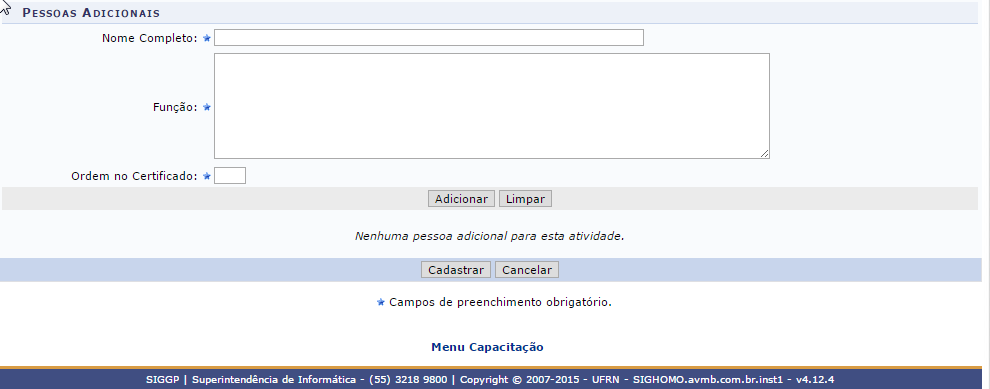 PESSOAS ADICIONAIS
Nome Completo:
Função:
Ordem no Certificado:
Adicionar Limpar
Nenhuma pessoa adicional para esta atividade.
Cadastrar Cancelar
Campos de preenchimento obrigatório.
Menu Capacitação
SIGGP | Superintendência de Informática - (55) 3218 9800 | Copyright © 2007-2015 - UFRN - SIGHOMO.avmb.com.br.inst1 - v4.12.4